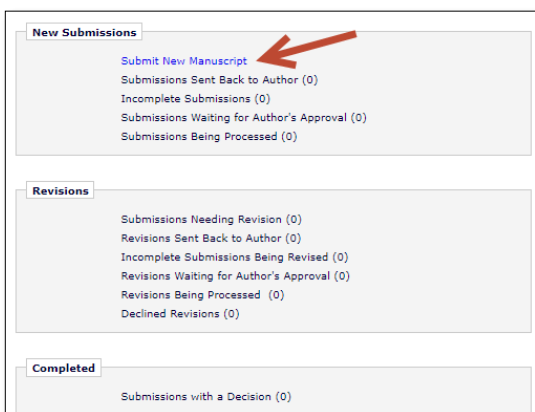 New Submissions
Submit New Manuscript
Submissions Sent Back to Author (0)
Incomplete Submissions (0)
Submissions Waiting for Author's Approval (0)
Submissions Being Processed (0)
Revisions
Submissions Needing Revision (0)
Revisions Sent Back to Author (0)
Incomplete Submissions Being Revised (0)
Revisions Waiting for Author's Approval (0)
Revisions Being Processed (0)
Declined Revisions (0)
Completed
Submissions with a Decision (0)